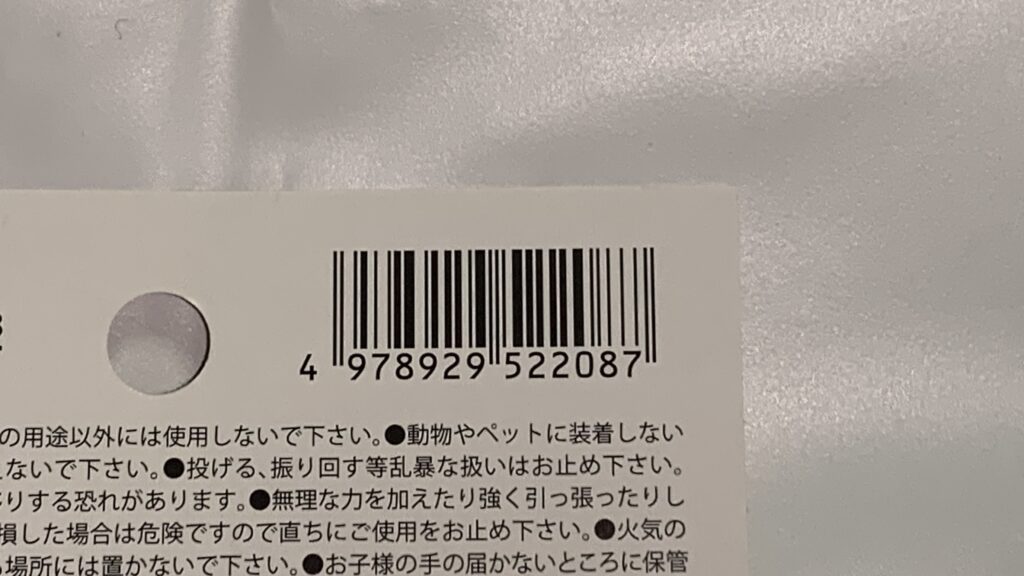 4 978929 522087
の用途以外には使用しないで下さい。●動物やペットに装着しない
ないで下さい。●投げる、振り回す等乱暴な扱いはお止め下さい。
りする恐れがあります。●無理な力を加えたり強く引っ張ったりし
損した場合は危険ですので直ちにご使用をお止め下さい。●火気の
場所には置かないで下さい。●お子様の手の届かないところに保管